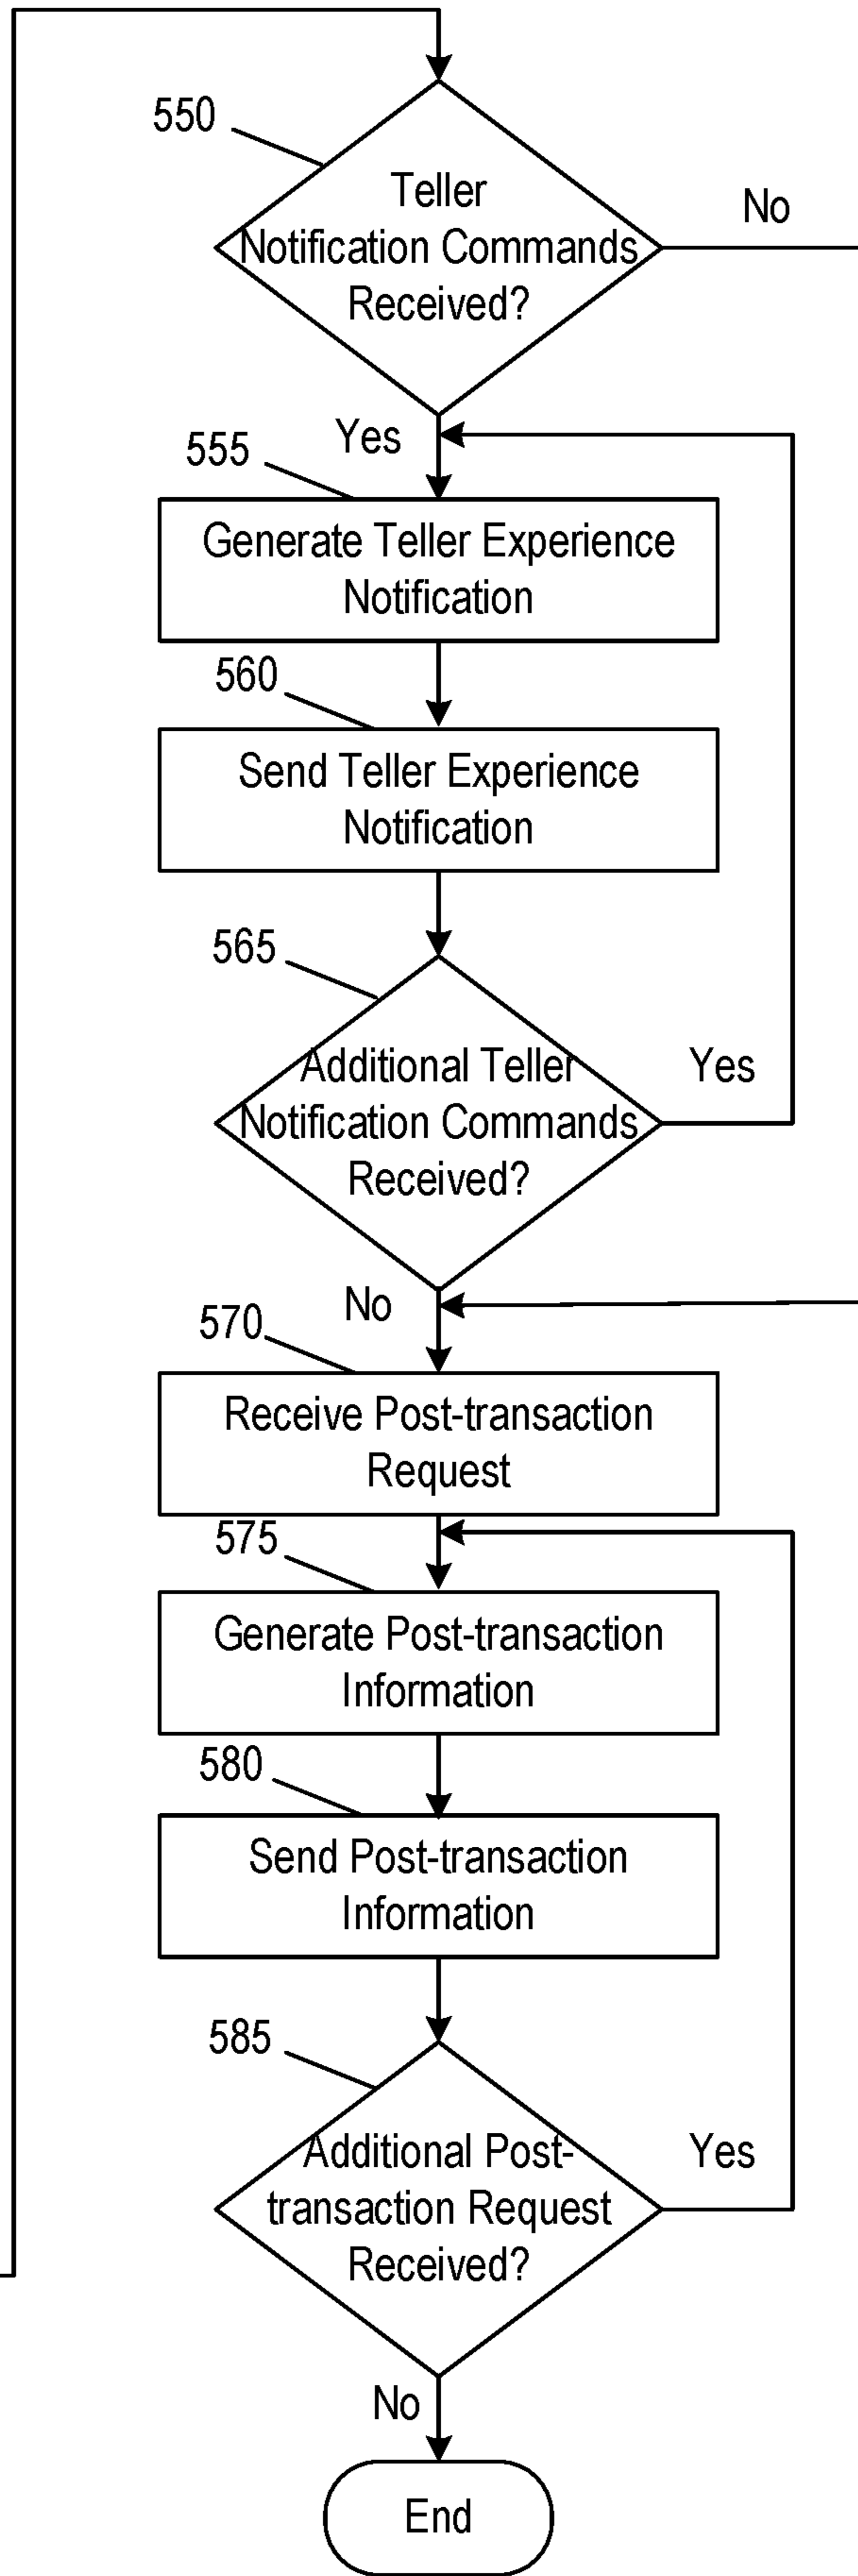 550
Teller
Notification Commands
Received?
No
Yes
555
Generate Teller Experience
Notification
560
Send Teller Experience
Notification
565
Additional Teller
Notification Commands
Received?
Yes
No
570
Receive Post-transaction
Request
575
Generate Post-transaction
Information
580
Send Post-transaction
Information
585
Additional Post-
transaction Request
Received?
Yes
No
End